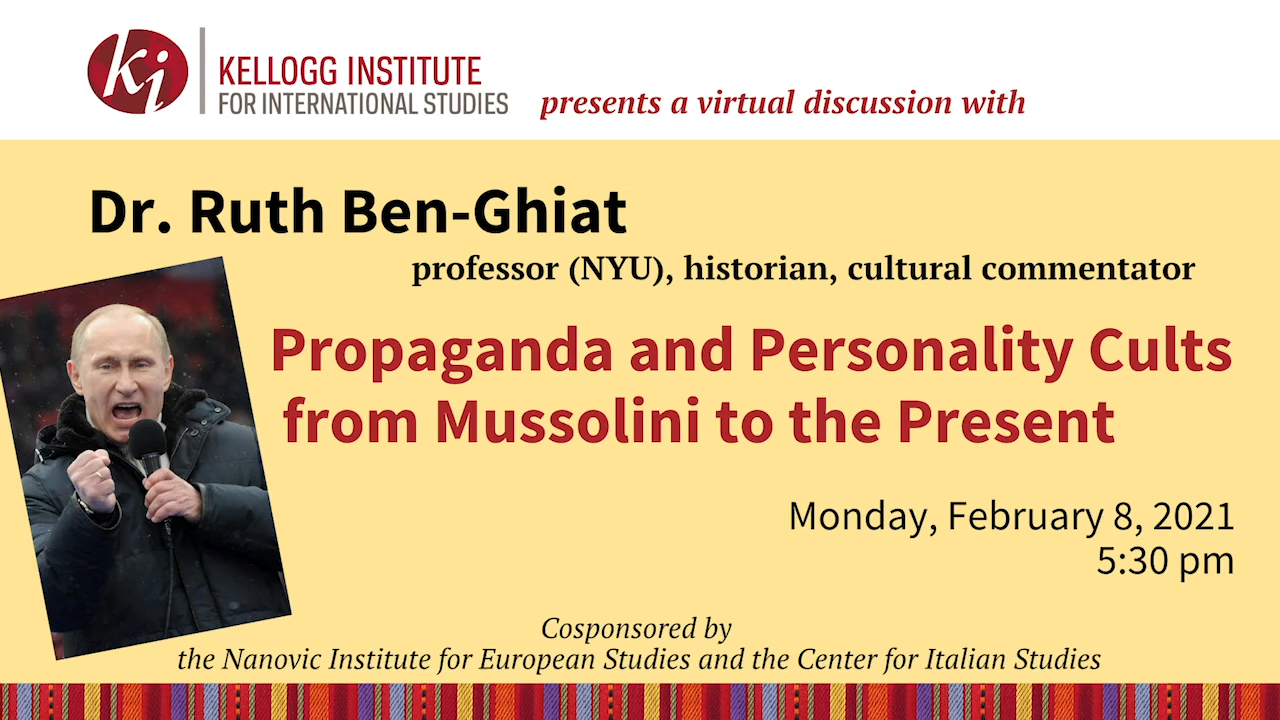 ki
KELLOGG INSTITUTE
FOR INTERNATIONAL STUDIES
presents a virtual discussion with
Dr. Ruth Ben-Ghiat
professor (NYU), historian, cultural commentator
Propaganda and Personality Cults
from Mussolini to the Present
Monday, February 8, 2021
5:30 pm
Cosponsored by
the Nanovic Institute for European Studies and the Center for Italian Studies